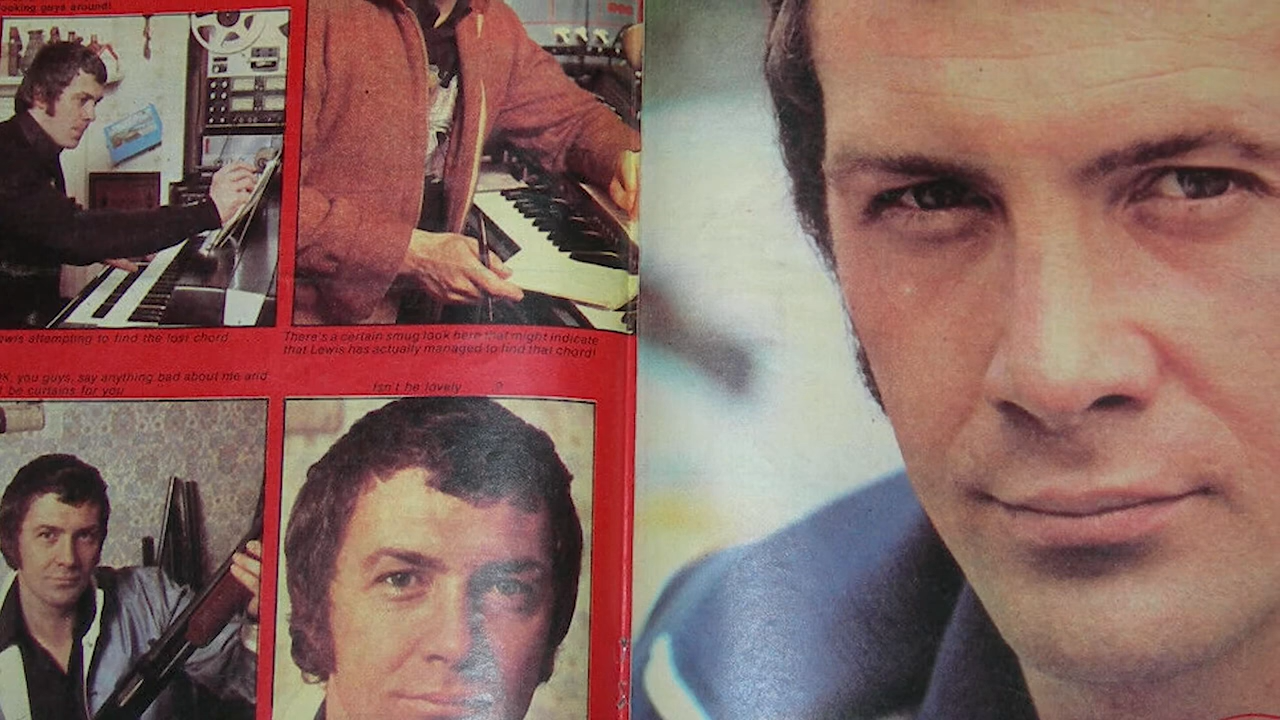 looking guys around!
ewis attempting to find the lost chord
There's a certain smug look here that might indicate
that Lewis has actually managed to find that chord!
OK, you guys, say anything bad about me and
be curtains for you
Isn't he lovely ... ?